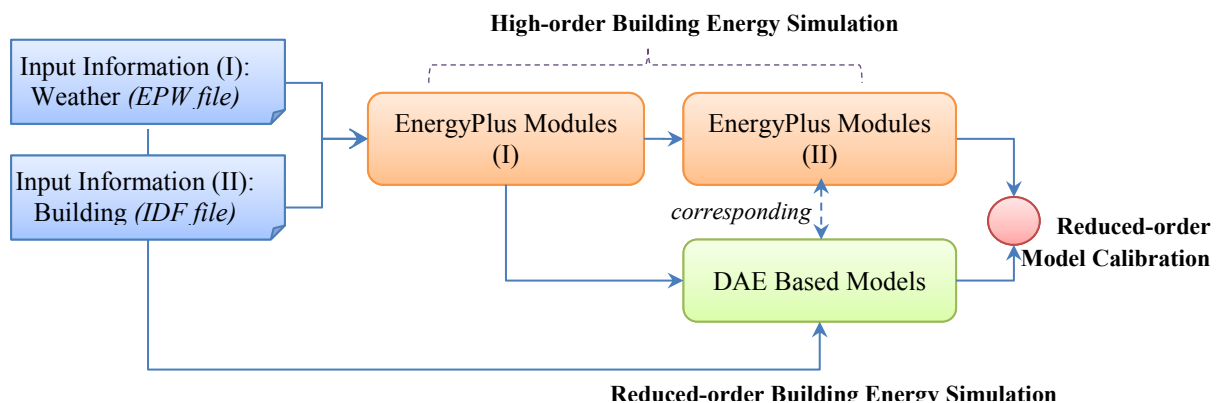 High-order Building Energy Simulation
Input Information (I):
Weather (EPW file)
Input Information (II):
Building (IDF file)
EnergyPlus Modules
(I)
EnergyPlus Modules
(II)
corresponding
DAE Based Models
Reduced-order
Model Calibration
Reduced-order Building Energy Simulation